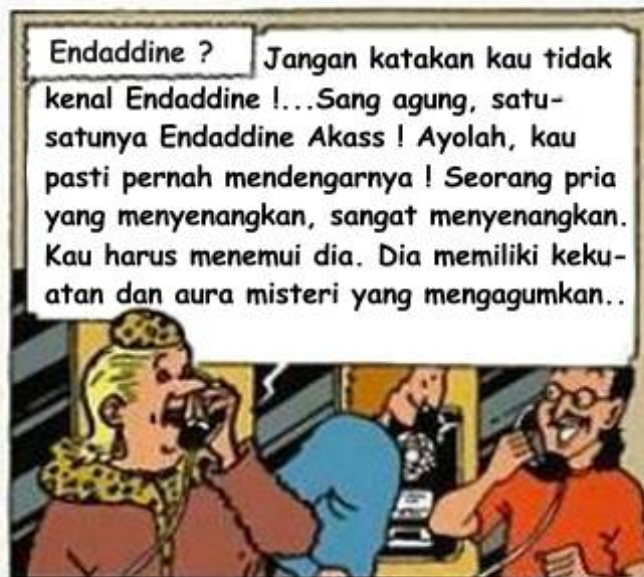 Endaddine ? Jangan katakan kau tidak
kenal Endaddine !...Sang agung, satu-
satunya Endaddine Akass ! Ayolah, kau
pasti pernah mendengarnya ! Seorang pria
yang menyenangkan, sangat menyenangkan.
Kau harus menemui dia. Dia memiliki keku-
atan dan aura misteri yang mengagumkan..